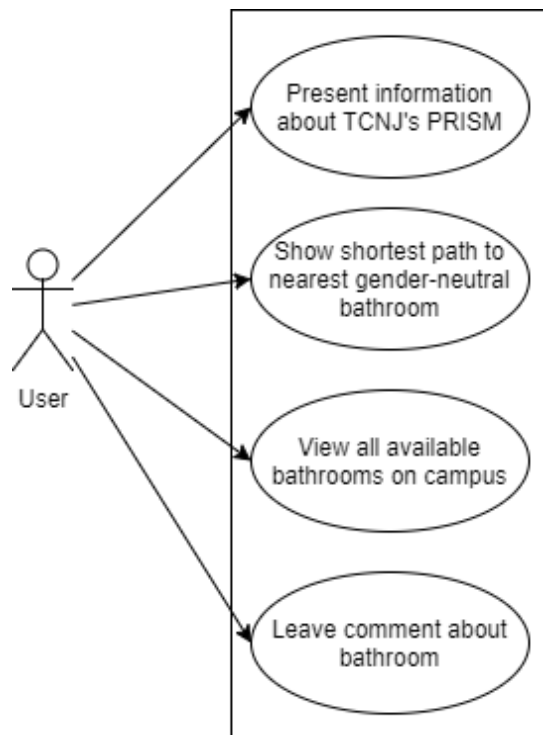 Present information
about TCNJ's PRISM
Show shortest path to
nearest gender-neutral
bathroom
User
View all available
bathrooms on campus
Leave comment about
bathroom